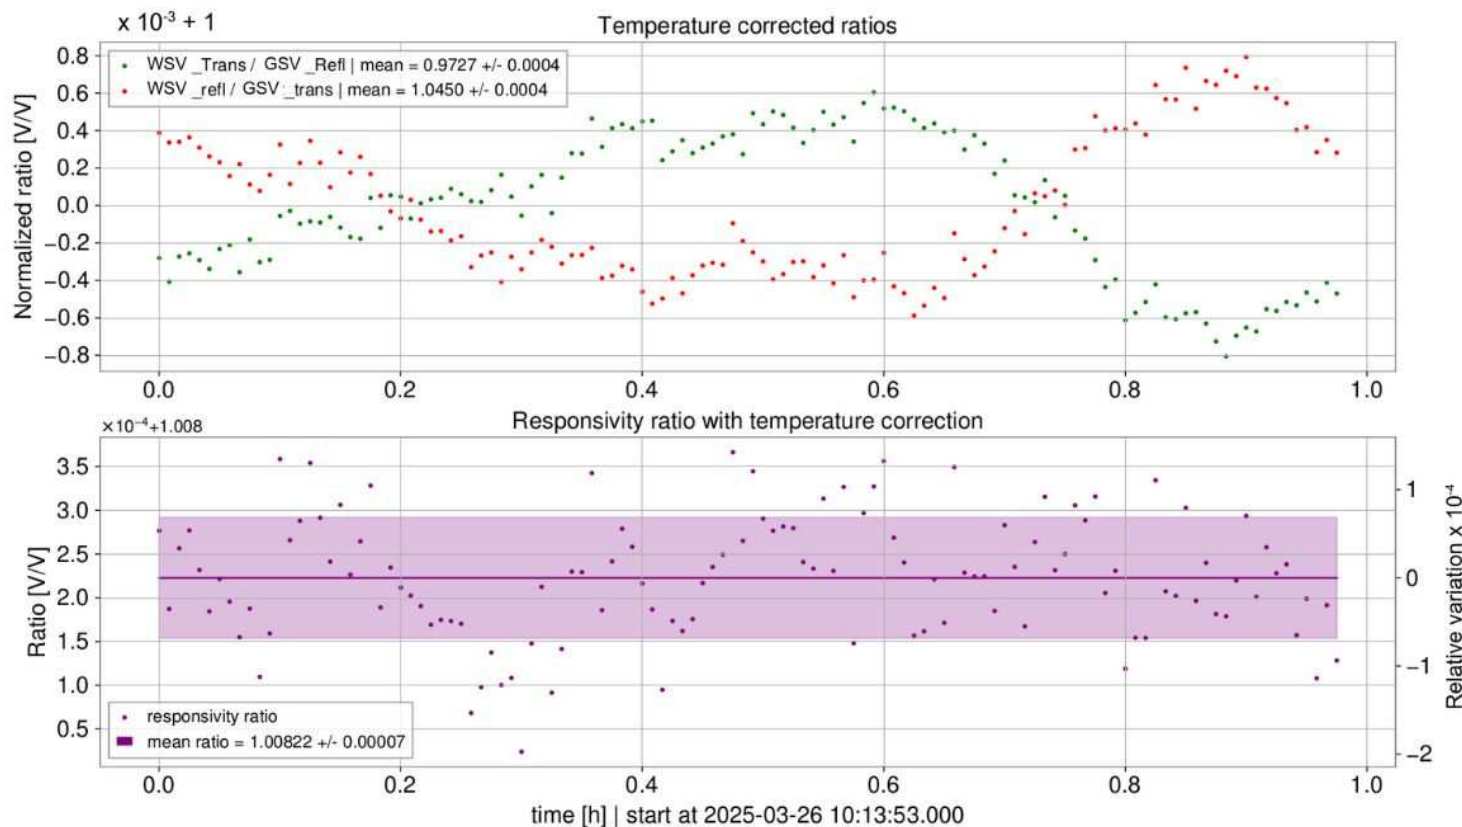 x 10⁻³ + 1
Temperature corrected ratios
WSV _Trans / GSV _Refl | mean = 0.9727 +/- 0.0004
WSV _refl / GSV _trans | mean = 1.0450 +/- 0.0004
Normalized ratio [V/V]
0.8
0.6
0.4
0.2
0.0
−0.2
−0.4
−0.6
−0.8
0.0 0.2 0.4 0.6 0.8 1.0
×10⁻⁴+1.008
Responsivity ratio with temperature correction
Ratio [V/V]
3.5
3.0
2.5
2.0
1.5
1.0
0.5
1
0
−1
−2
Relative variation x 10⁻⁴
responsivity ratio
mean ratio = 1.00822 +/- 0.00007
0.0 0.2 0.4 0.6 0.8 1.0
time [h] | start at 2025-03-26 10:13:53.000